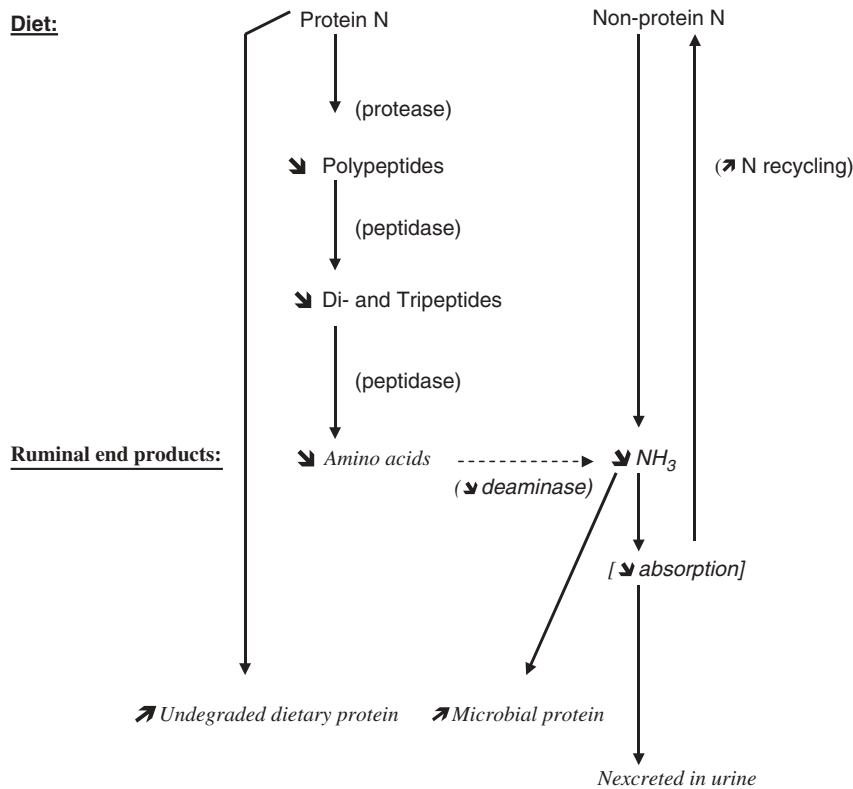 Diet:
Protein N
Non-protein N
(protease)
↘ Polypeptides
(↗ N recycling)
(peptidase)
↘ Di- and Tripeptides
(peptidase)
Ruminal end products:
↘ Amino acids
↘ NH₃
(↘ deaminase)
[↘ absorption]
↗ Undegraded dietary protein
↗ Microbial protein
Nexcreted in urine